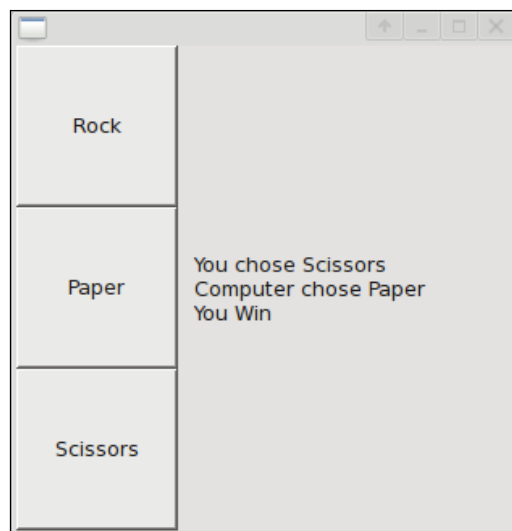 Rock
Paper
Scissors
You chose Scissors
Computer chose Paper
You Win